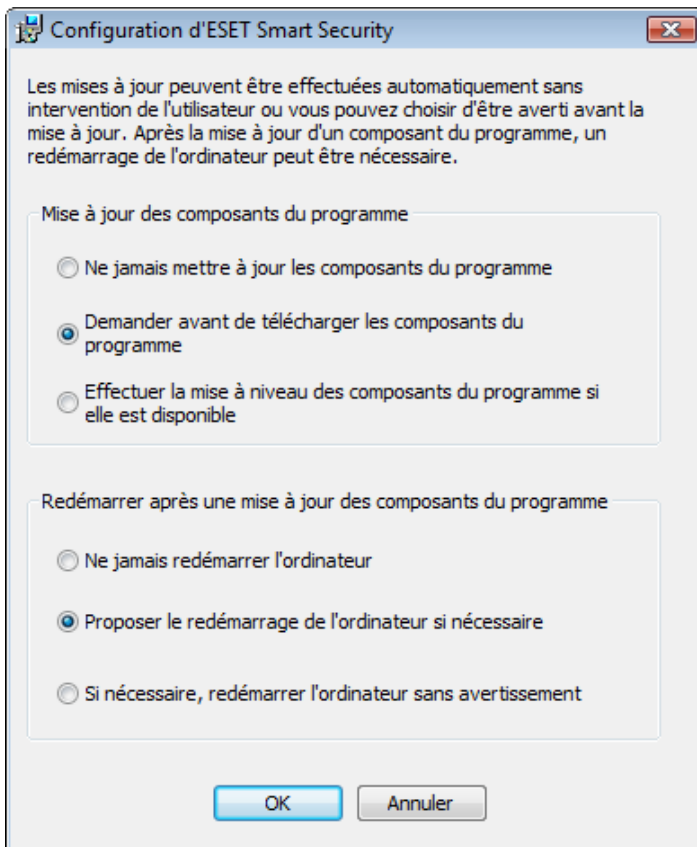 Configuration d'ESET Smart Security
Les mises à jour peuvent être effectuées automatiquement sans
intervention de l'utilisateur ou vous pouvez choisir d'être averti avant la
mise à jour. Après la mise à jour d'un composant du programme, un
redémarrage de l'ordinateur peut être nécessaire.
Mise à jour des composants du programme
Ne jamais mettre à jour les composants du programme
Demander avant de télécharger les composants du
programme
Effectuer la mise à niveau des composants du programme si
elle est disponible
Redémarrer après une mise à jour des composants du programme
Ne jamais redémarrer l'ordinateur
Proposer le redémarrage de l'ordinateur si nécessaire
Si nécessaire, redémarrer l'ordinateur sans avertissement
OK
Annuler